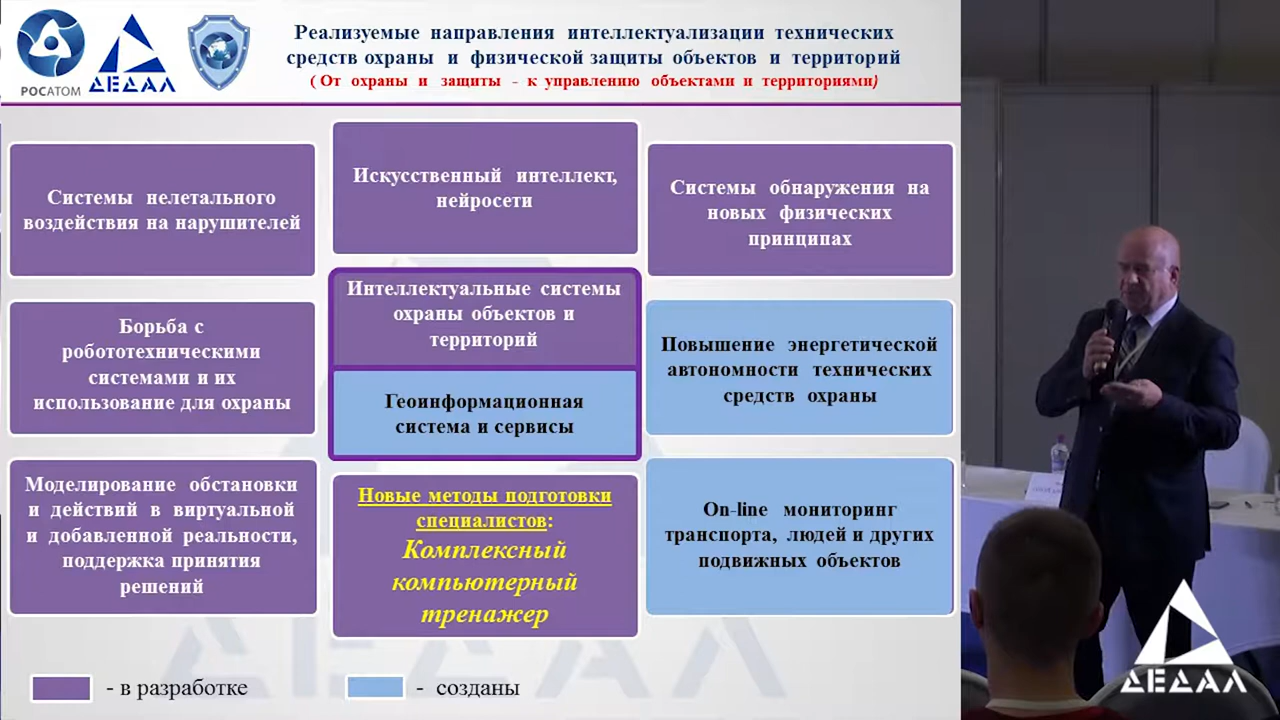 РОСАТОМ
ДЕДАЛ
Реализуемые направления интеллектуализации технических
средств охраны и физической защиты объектов и территорий
( От охраны и защиты - к управлению объектами и территориями)
Системы нелетального
воздействия на нарушителей
Искусственный интеллект,
нейросети
Системы обнаружения на
новых физических
принципах
Борьба с
робототехническими
системами и их
использование для охраны
Интеллектуальные системы
охраны объектов и
территорий
Геоинформационная
система и сервисы
Повышение энергетической
автономности технических
средств охраны
Моделирование обстановки
и действий в виртуальной
и добавленной реальности,
поддержка принятия
решений
Новые методы подготовки
специалистов:
Комплексный
компьютерный
тренажер
On-line мониторинг
транспорта, людей и других
подвижных объектов
- в разработке
- созданы
ДЕДАЛ
ДЕДАЛ